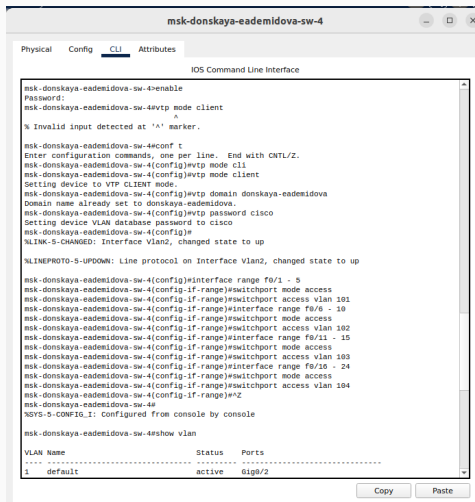 msk-donskaya-eademidova-sw-4
Physical Config CLI Attributes
IOS Command Line Interface
msk-donskaya-eademidova-sw-4>enable
Password:
msk-donskaya-eademidova-sw-4#vtp mode client
^
% Invalid input detected at '^' marker.
msk-donskaya-eademidova-sw-4#conf t
Enter configuration commands, one per line. End with CNTL/Z.
msk-donskaya-eademidova-sw-4(config)#vtp mode cli
msk-donskaya-eademidova-sw-4(config)#vtp mode client
Setting device to VTP CLIENT mode.
msk-donskaya-eademidova-sw-4(config)#vtp domain donskaya-eademidova
Domain name already set to donskaya-eademidova.
msk-donskaya-eademidova-sw-4(config)#vtp password cisco
Setting device VLAN database password to cisco
msk-donskaya-eademidova-sw-4(config)#
%LINK-5-CHANGED: Interface Vlan2, changed state to up
%LINEPROTO-5-UPDOWN: Line protocol on Interface Vlan2, changed state to up
msk-donskaya-eademidova-sw-4(config)#interface range f0/1 - 5
msk-donskaya-eademidova-sw-4(config-if-range)#switchport mode access
msk-donskaya-eademidova-sw-4(config-if-range)#switchport access vlan 101
msk-donskaya-eademidova-sw-4(config-if-range)#interface range f0/6 - 10
msk-donskaya-eademidova-sw-4(config-if-range)#switchport mode access
msk-donskaya-eademidova-sw-4(config-if-range)#switchport access vlan 102
msk-donskaya-eademidova-sw-4(config-if-range)#interface range f0/11 - 15
msk-donskaya-eademidova-sw-4(config-if-range)#switchport mode access
msk-donskaya-eademidova-sw-4(config-if-range)#switchport access vlan 103
msk-donskaya-eademidova-sw-4(config-if-range)#interface range f0/16 - 24
msk-donskaya-eademidova-sw-4(config-if-range)#switchport mode access
msk-donskaya-eademidova-sw-4(config-if-range)#switchport access vlan 104
msk-donskaya-eademidova-sw-4(config-if-range)#^Z
msk-donskaya-eademidova-sw-4#
%SYS-5-CONFIG_I: Configured from console by console
msk-donskaya-eademidova-sw-4#show vlan
VLAN Name Status Ports
---- -------------------------------- --------- -------------------------------
1 default active Gig0/2
Copy Paste